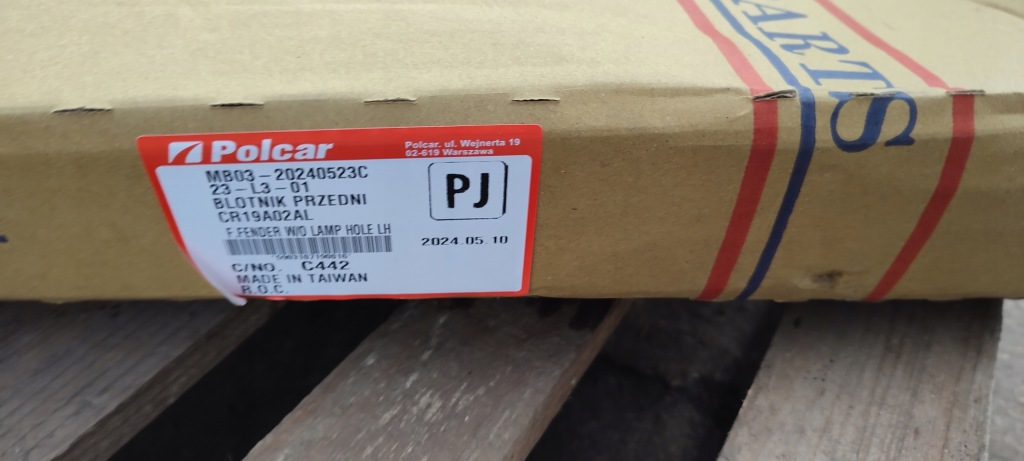 ARTS
Polcar
Polcar. ul. Wejnerta 19
02-619 Warszawa
MB03-20240523C
23-L3-01
BLOTNIK PRZEDNI
CR19A02AL
PJ
F.FENDER W/O LAMP HOLE LH
2024.05.10
C/NO. C442
MADE IN TAIWAN
R.O.C.